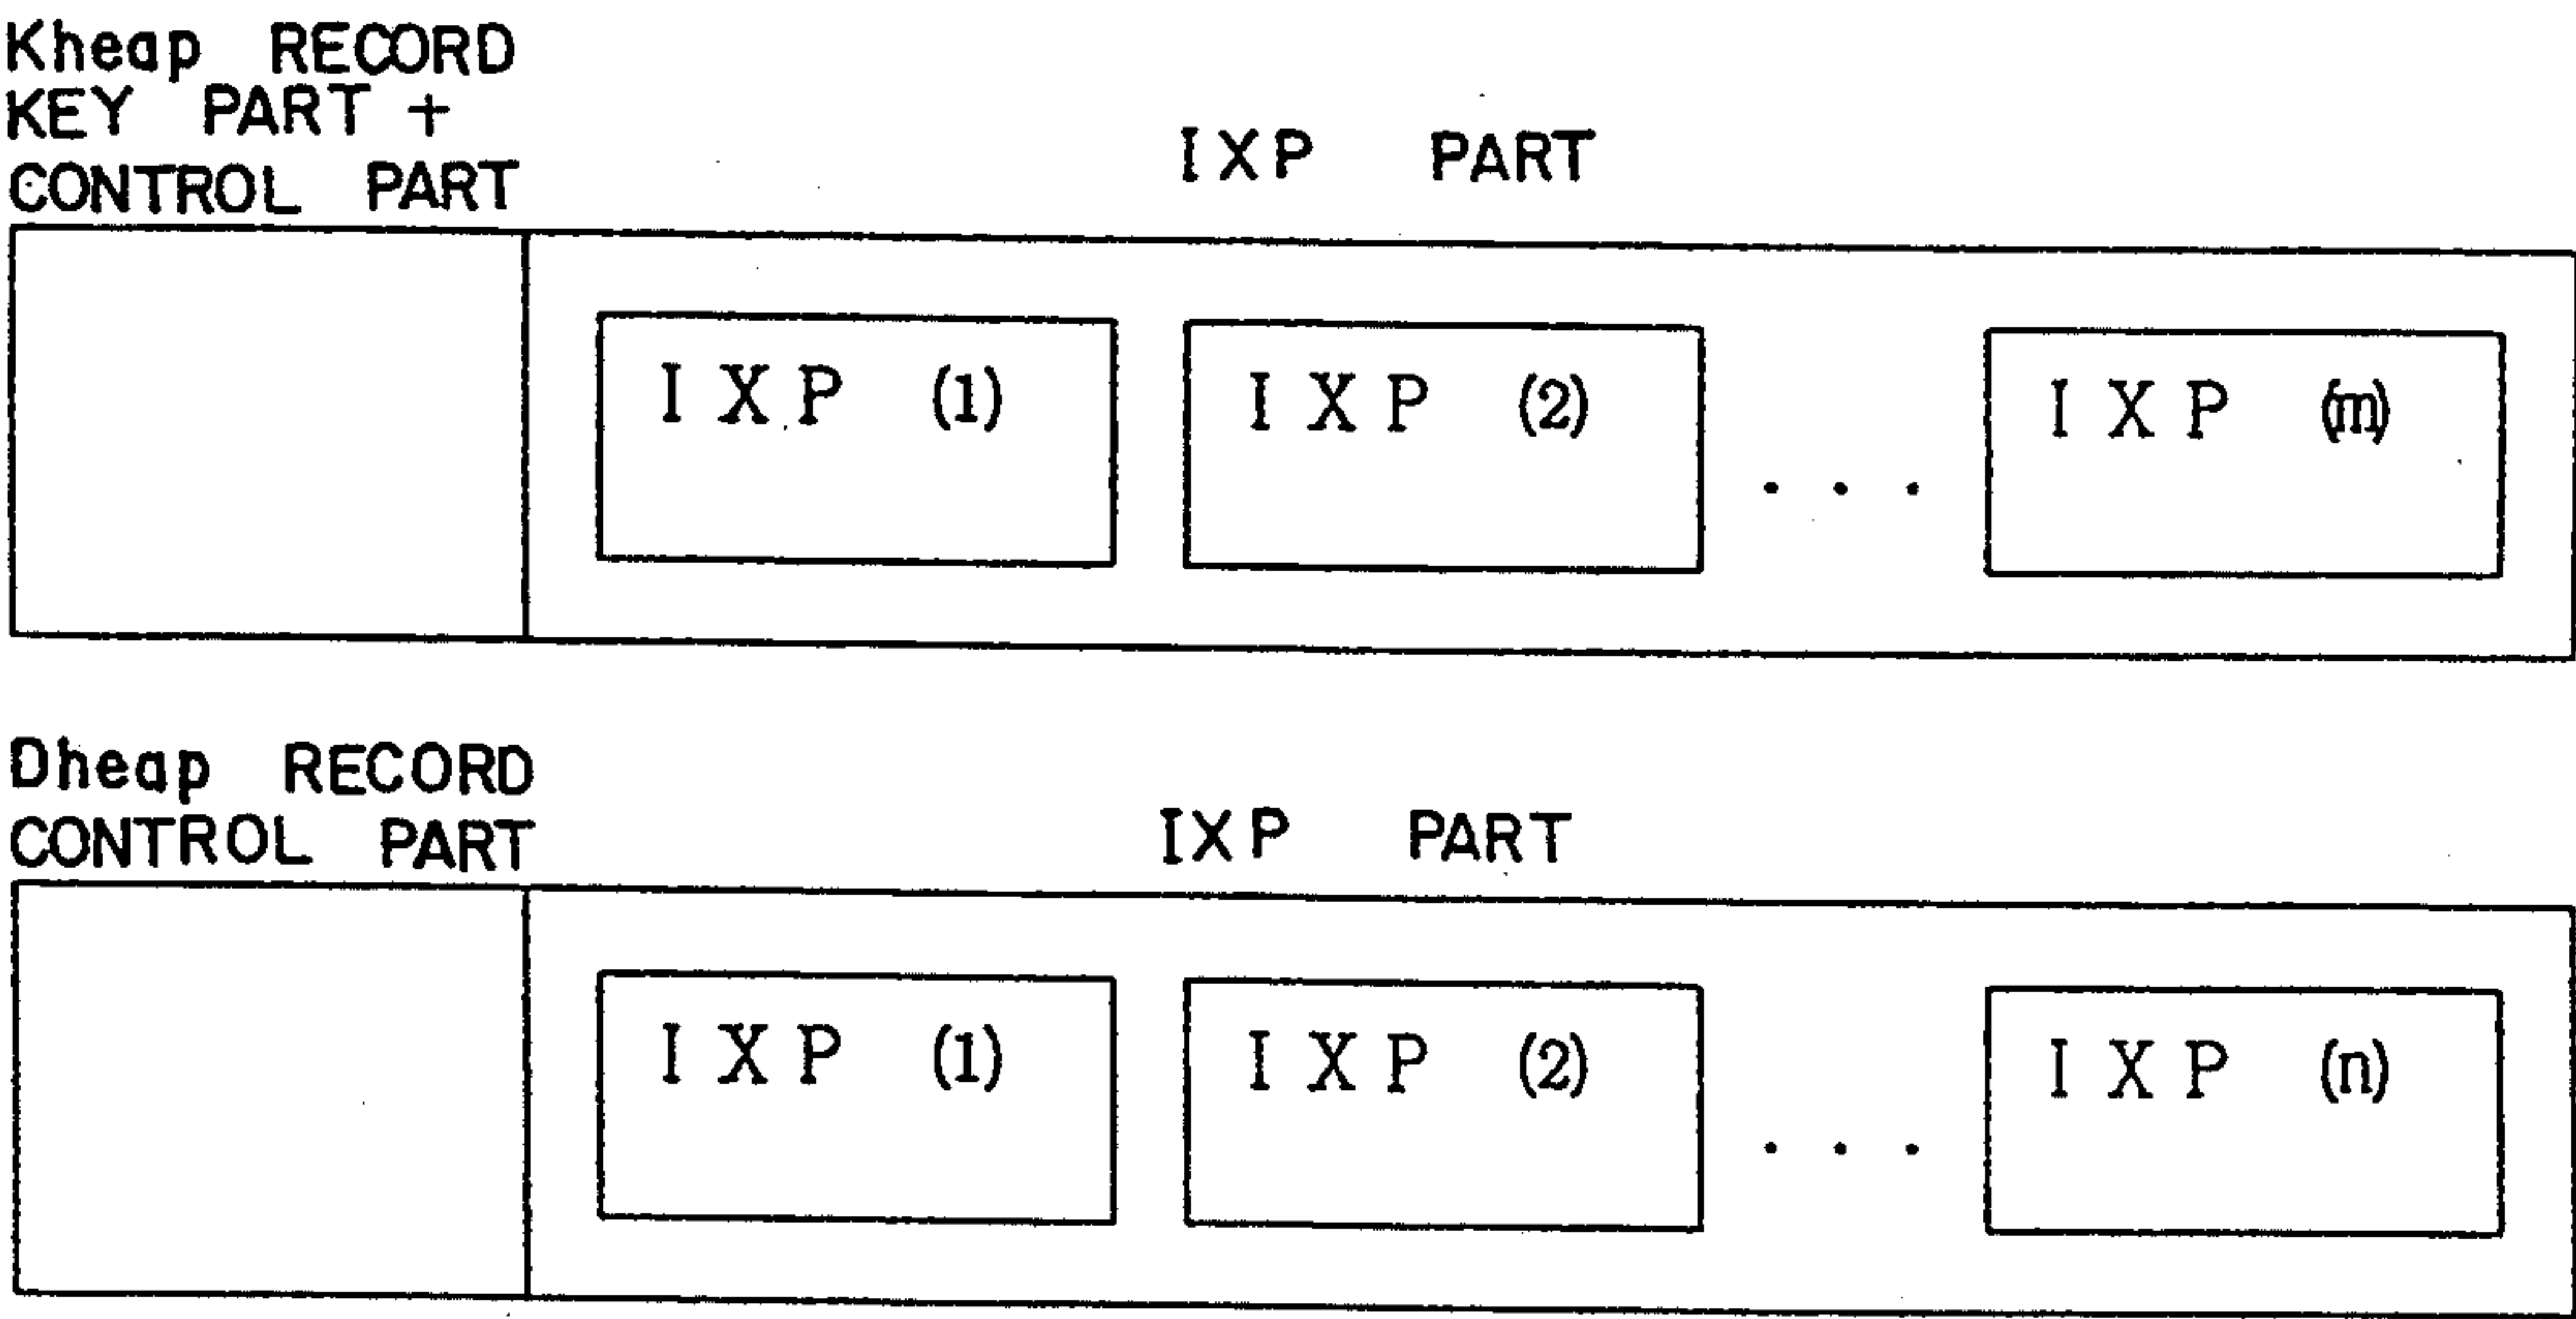 Kheap RECORD
KEY PART +
CONTROL PART
IXP PART
IXP (1)
IXP (2)
. . .
IXP (m)
Dheap RECORD
CONTROL PART
IXP PART
IXP (1)
IXP (2)
. . .
IXP (n)